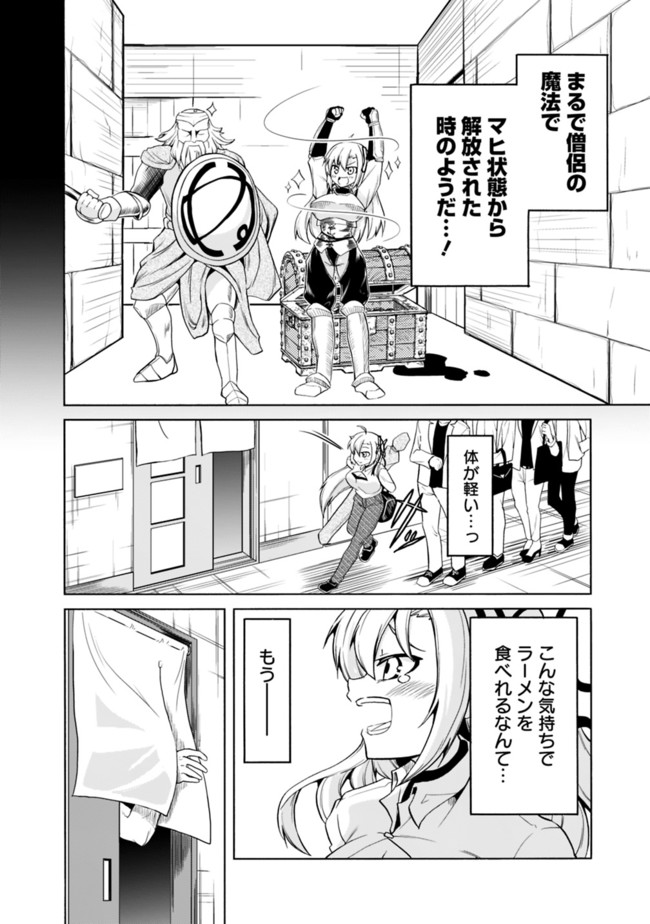 まるで僧侶の
魔法で
マヒ状態から
解放された
時のようだ…！
体が軽い…っ
こんな気持ちで
ラーメンを
食べれるなんて…
もう――